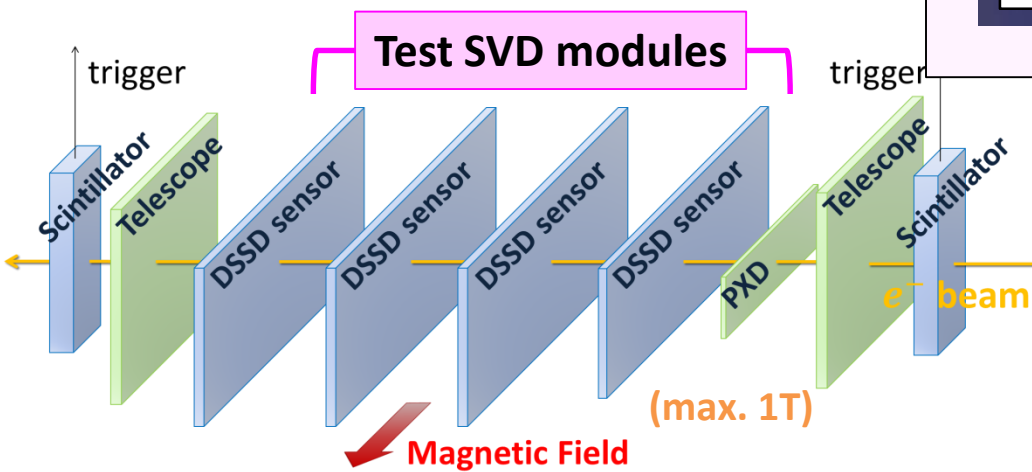 Test SVD modules
trigger
trigger
Scintillator
Telescope
DSSD sensor
DSSD sensor
DSSD sensor
DSSD sensor
PXD
Telescope
Scintillator
e⁻ beam
(max. 1T)
Magnetic Field